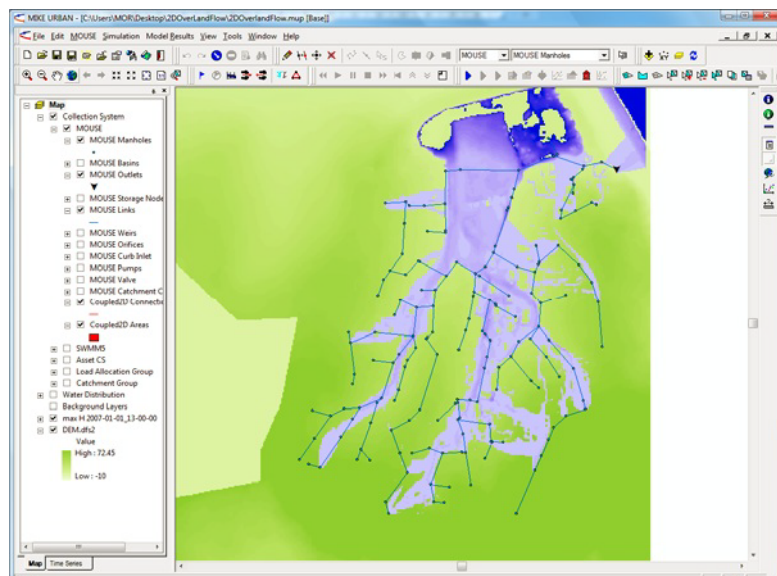 MIKE URBAN - [C:\Users\MOR\Desktop\2DOverLandFlow\2DOverlandFlow.mup [Base]]
File Edit MOUSE Simulation Model Results View Tools Window Help
MOUSE MOUSE Manholes
Map
Collection System
MOUSE
MOUSE Manholes
MOUSE Basins
MOUSE Outlets
MOUSE Storage Node
MOUSE Links
MOUSE Weirs
MOUSE Orifices
MOUSE Curb Inlet
MOUSE Pumps
MOUSE Valve
MOUSE Catchment C
Coupled2D Connectio
Coupled2D Areas
SWMM5
Asset CS
Load Allocation Group
Catchment Group
Water Distribution
Background Layers
max H 2007-01-01_13-00-00
DEM.dfs2
Value
High : 72.45
Low : -10
Map Time Series